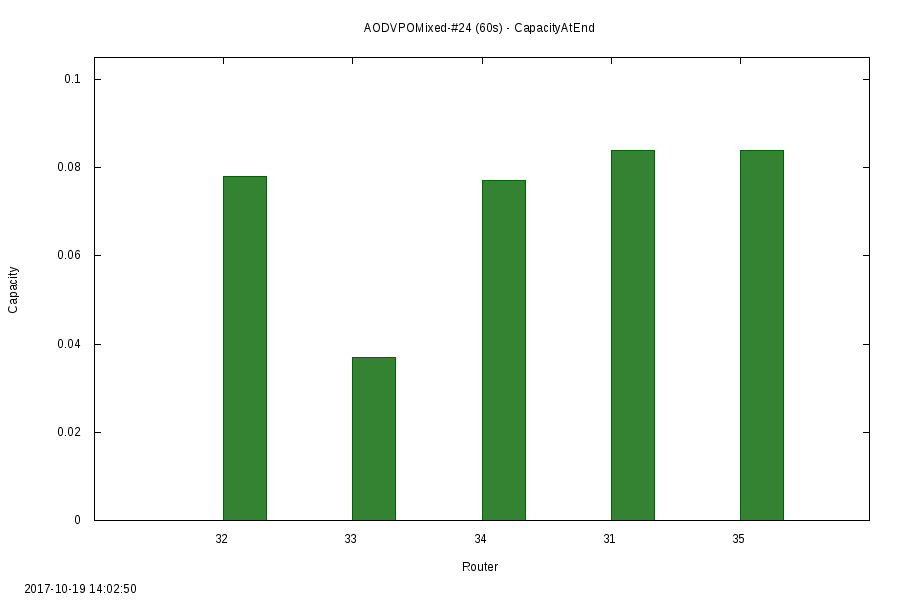 AODVPOMixed-#24 (60s) - CapacityAtEnd
0.1
0.08
0.06
0.04
0.02
0
Capacity
32 33 34 31 35
Router
2017-10-19 14:02:50